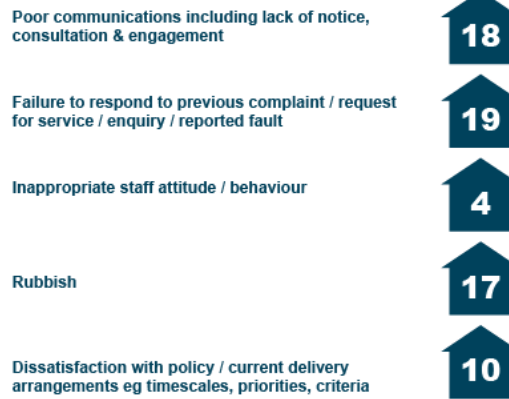 Poor communications including lack of notice,
consultation & engagement
18
Failure to respond to previous complaint / request
for service / enquiry / reported fault
19
Inappropriate staff attitude / behaviour
4
Rubbish
17
Dissatisfaction with policy / current delivery
arrangements eg timescales, priorities, criteria
10